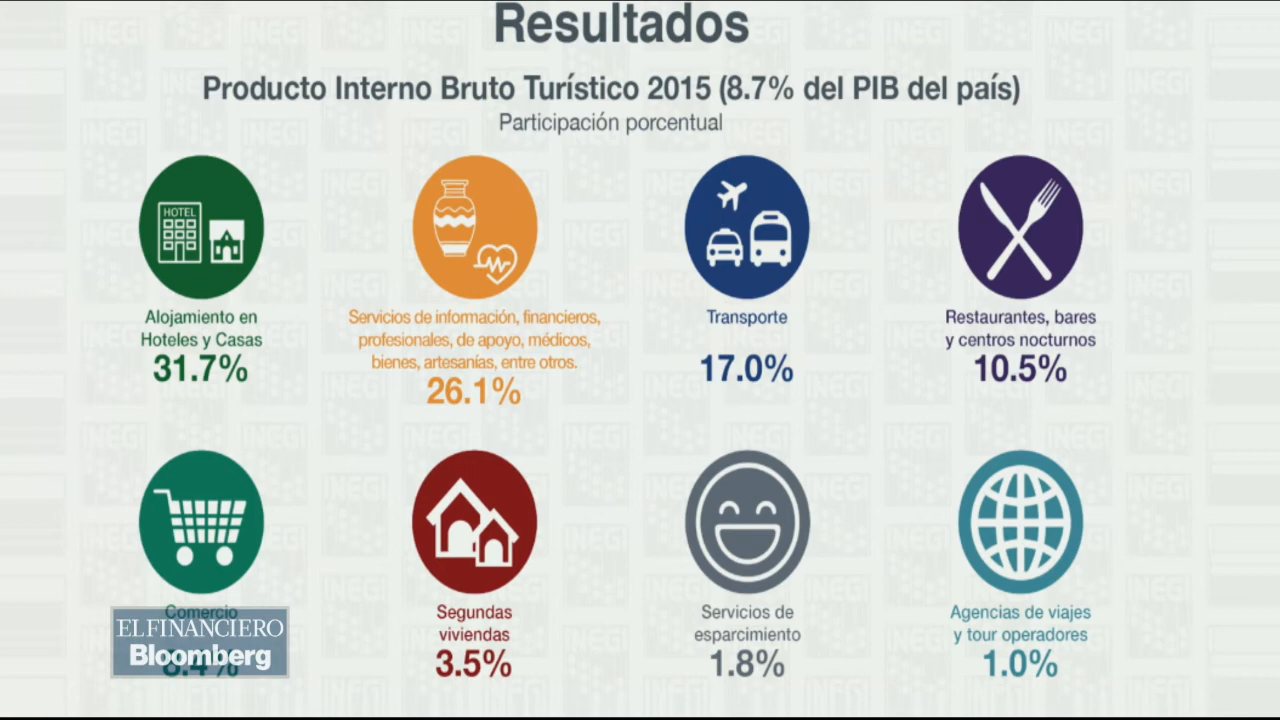 Resultados
Producto Interno Bruto Turístico 2015 (8.7% del PIB del país)
Participación porcentual
HOTEL
Alojamiento en
Hoteles y Casas
31.7%
Servicios de información, financieros,
profesionales, de apoyo, médicos,
bienes, artesanías, entre otros.
26.1%
Transporte
17.0%
Restaurantes, bares
y centros nocturnos
10.5%
Comercio
EL FINANCIERO
Bloomberg
Segundas
viviendas
3.5%
Servicios de
esparcimiento
1.8%
Agencias de viajes
y tour operadores
1.0%